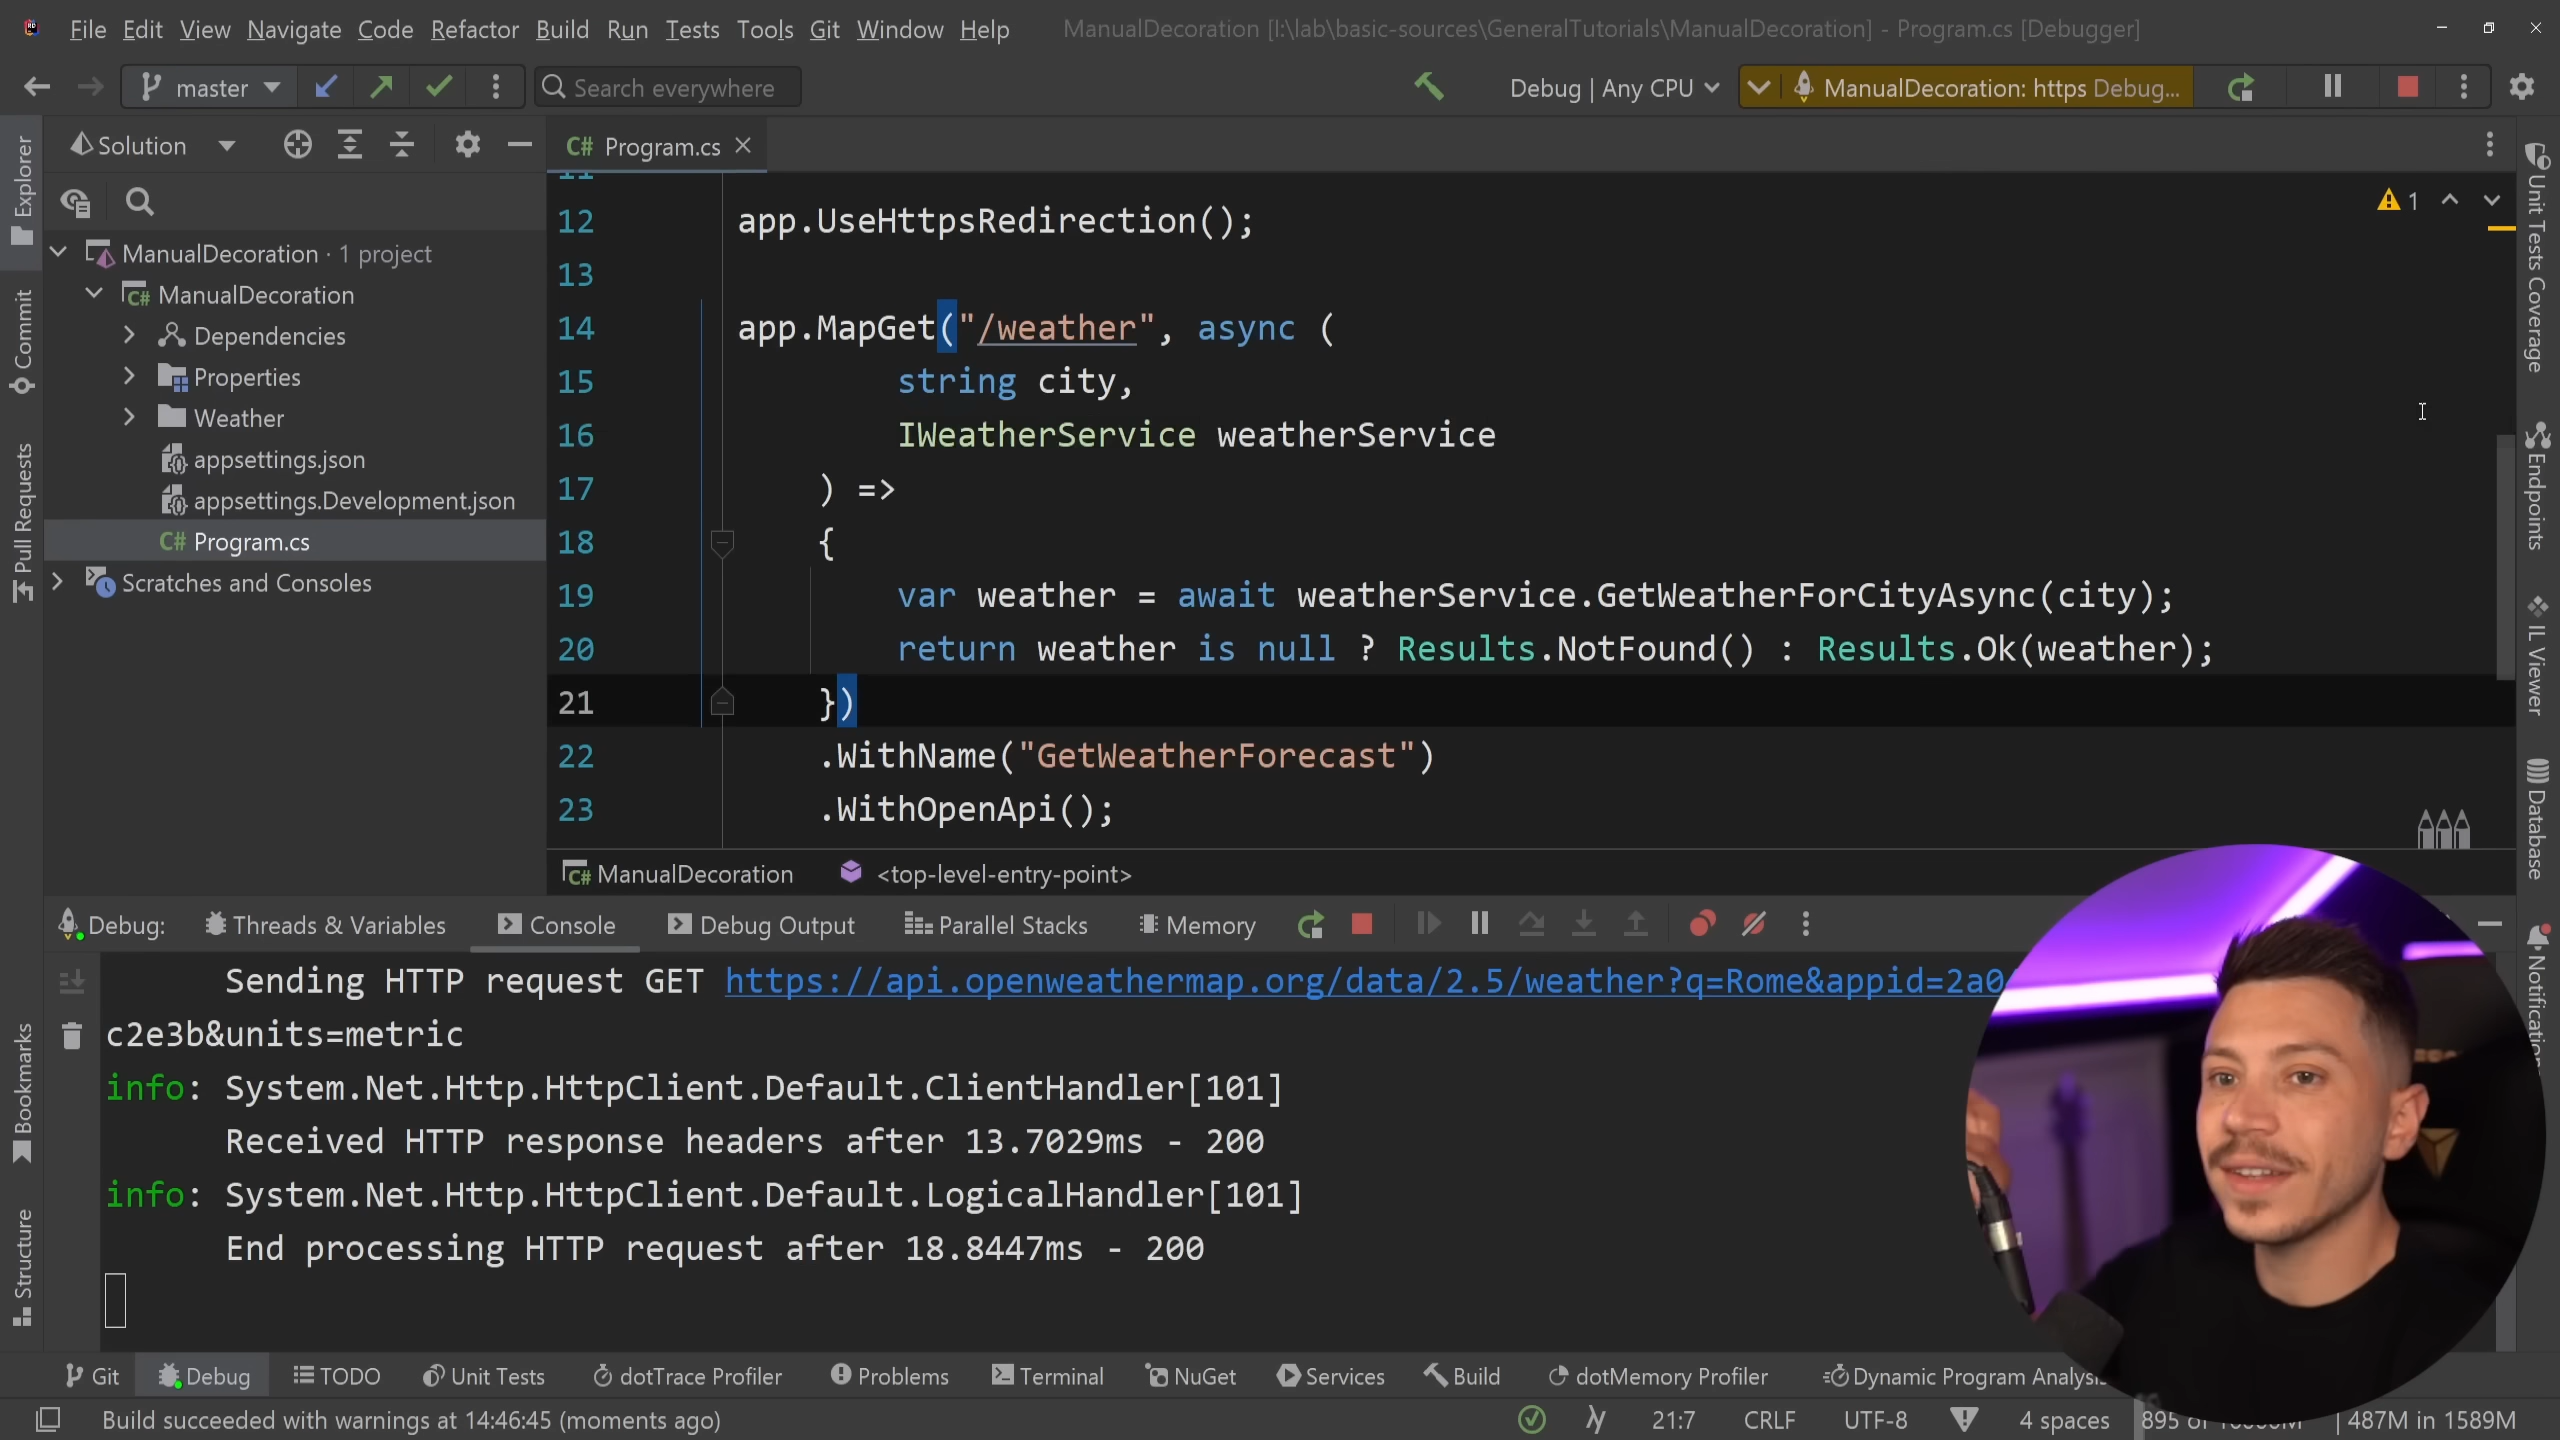 File Edit View Navigate Code Refactor Build Run Tests Tools Git Window Help ManualDecoration [I:\lab\basic-sources\GeneralTutorials\ManualDecoration] - Program.cs [Debugger]
master Search everywhere Debug | Any CPU ManualDecoration: https Debug...
Solution
Program.cs
Explorer
Commit
Pull Requests
Bookmarks
Structure
ManualDecoration · 1 project
ManualDecoration
Dependencies
Properties
Weather
appsettings.json
appsettings.Development.json
C# Program.cs
Scratches and Consoles
1
11
12 app.UseHttpsRedirection();
13
14 app.MapGet("/weather", async (
15 string city,
16 IWeatherService weatherService
17 ) =>
18 {
19 var weather = await weatherService.GetWeatherForCityAsync(city);
20 return weather is null ? Results.NotFound() : Results.Ok(weather);
21 })
22 .WithName("GetWeatherForecast")
23 .WithOpenApi();
ManualDecoration <top-level-entry-point>
Unit Tests Coverage
Endpoints
IL Viewer
Database
Debug: Threads & Variables Console Debug Output Parallel Stacks Memory
Sending HTTP request GET https://api.openweathermap.org/data/2.5/weather?q=Rome&appid=2a0
c2e3b&units=metric
info: System.Net.Http.HttpClient.Default.ClientHandler[101]
Received HTTP response headers after 13.7029ms - 200
info: System.Net.Http.HttpClient.Default.LogicalHandler[101]
End processing HTTP request after 18.8447ms - 200
Git Debug TODO Unit Tests dotTrace Profiler Problems Terminal NuGet Services Build dotMemory Profiler Dynamic Program
Build succeeded with warnings at 14:46:45 (moments ago) 21:7 CRLF UTF-8 4 spaces 487M in 1589M